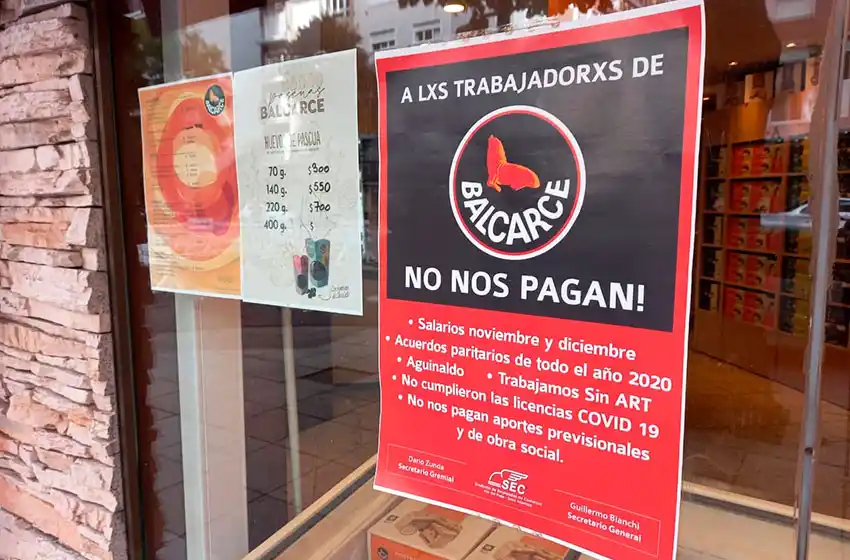 BALCARCE
HUEVO DE PASCUA
70 g. $300
140 g. $550
220 g. $700
400 g. $
A LXS TRABAJADORXS DE
BALCARCE
NO NOS PAGAN!
• Salarios noviembre y diciembre
• Acuerdos paritarios de todo el año 2020
• Aguinaldo • Trabajamos Sin ART
• No cumplieron las licencias COVID 19
• No nos pagan aportes previsionales
y de obra social.
Dario Zunda
Secretario Gremial
SEC
Guillermo Bianchi
Secretario General